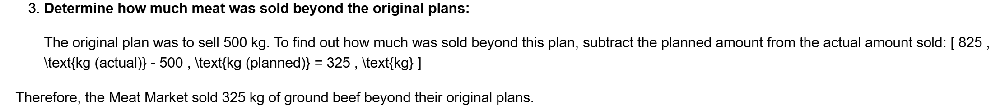 3. Determine how much meat was sold beyond the original plans:
The original plan was to sell 500 kg. To find out how much was sold beyond this plan, subtract the planned amount from the actual amount sold: [ 825 ,
\text{kg (actual)} - 500 , \text{kg (planned)} = 325 , \text{kg} ]
Therefore, the Meat Market sold 325 kg of ground beef beyond their original plans.